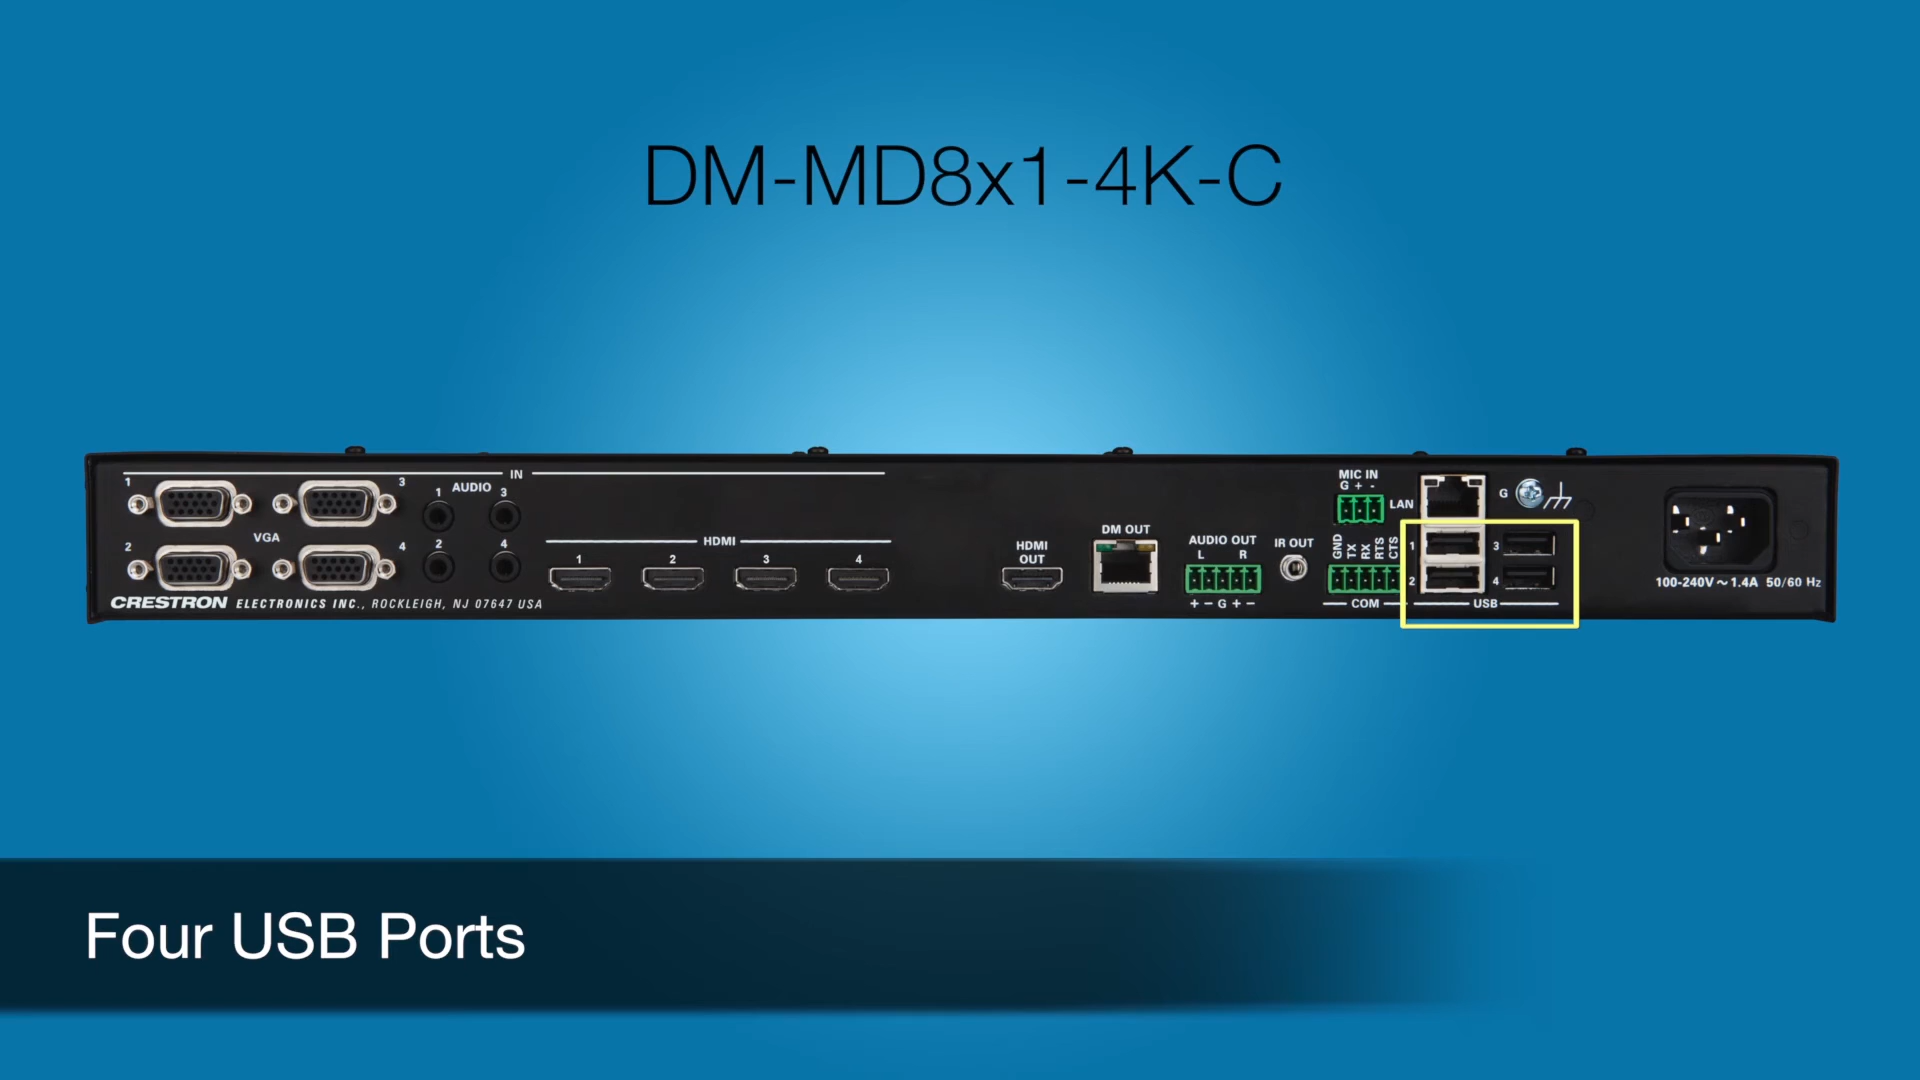 DM-MD8x1-4K-C
IN
1
3
AUDIO
1
3
VGA
2
4
2
4
HDMI
1
2
3
4
HDMI
OUT
DM OUT
AUDIO OUT
L R
+ − G + −
IR OUT
MIC IN
G + -
GND
TX
RX
RTS
CTS
COM
LAN
G
1
3
2
4
USB
100-240V ~ 1.4A 50/60 Hz
CRESTRON ELECTRONICS INC., ROCKLEIGH, NJ 07647 USA
Four USB Ports